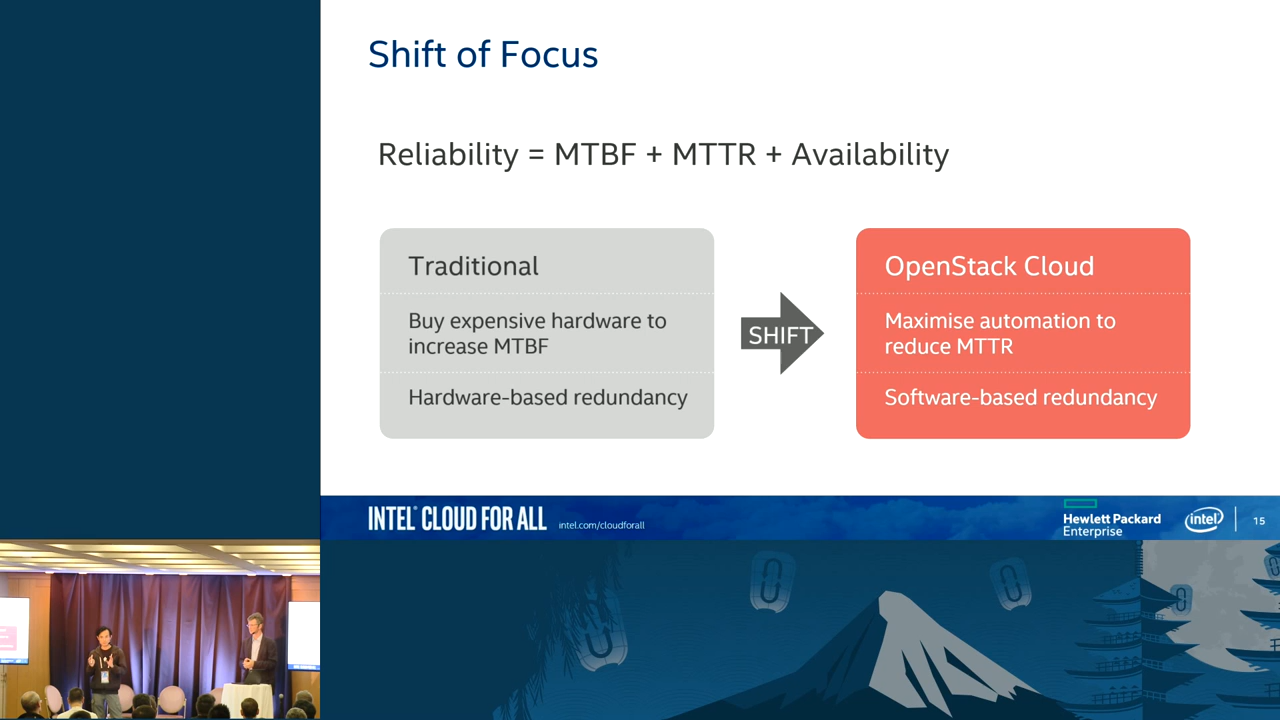 Shift of Focus
Reliability = MTBF + MTTR + Availability
Traditional
Buy expensive hardware to
increase MTBF
Hardware-based redundancy
SHIFT
OpenStack Cloud
Maximise automation to
reduce MTTR
Software-based redundancy
INTEL® CLOUD FOR ALL
intel.com/cloudforall
Hewlett Packard
Enterprise
intel
15